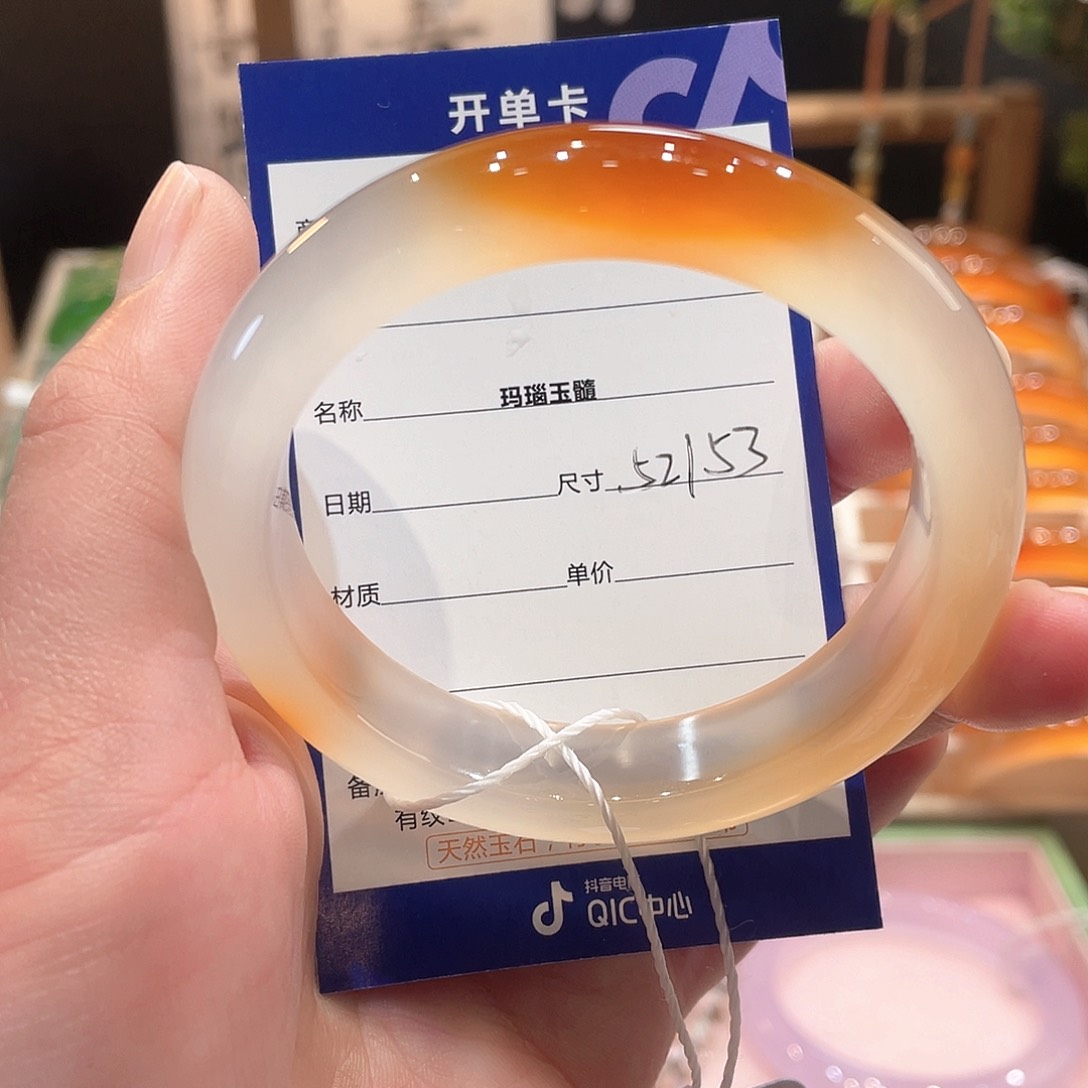 开单卡
名称 玛瑙玉髓
日期 尺寸 52/53
材质 单价
备
有纹
天然玉石
抖音电
QIC中心